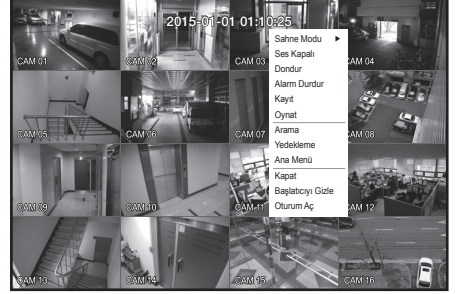 2015-01-01 01:10:25
CAM 01
CAM 02
CAM 03
CAM 04
Sahne Modu
Ses Kapalı
Dondur
Alarm Durdur
Kayıt
Oynat
Arama
Yedekleme
Ana Menü
Kapat
Başlatıcıyı Gizle
Oturum Aç
CAM 05
CAM 06
CAM 07
CAM 08
CAM 09
CAM 10
CAM 11
CAM 12
CAM 13
CAM 14
CAM 15
CAM 16